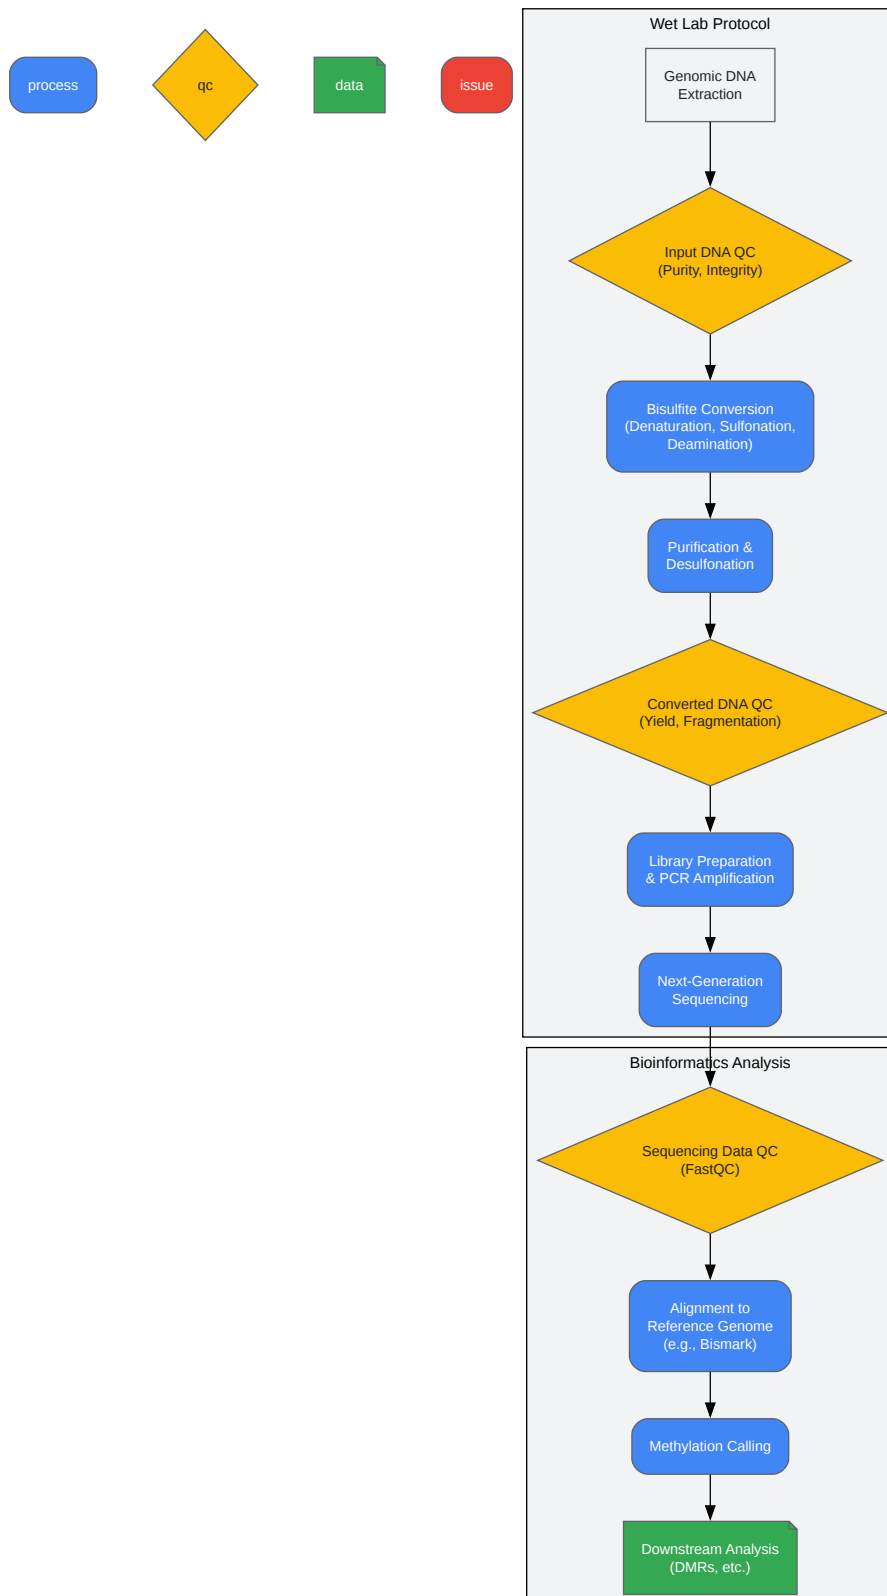 process
qc
data
issue
Wet Lab Protocol
Genomic DNA
Extraction
Input DNA QC
(Purity, Integrity)
Bisulfite Conversion
(Denaturation, Sulfonation,
Deamination)
Purification &
Desulfonation
Converted DNA QC
(Yield, Fragmentation)
Library Preparation
& PCR Amplification
Next-Generation
Sequencing
Bioinformatics Analysis
Sequencing Data QC
(FastQC)
Alignment to
Reference Genome
(e.g., Bismark)
Methylation Calling
Downstream Analysis
(DMRs, etc.)